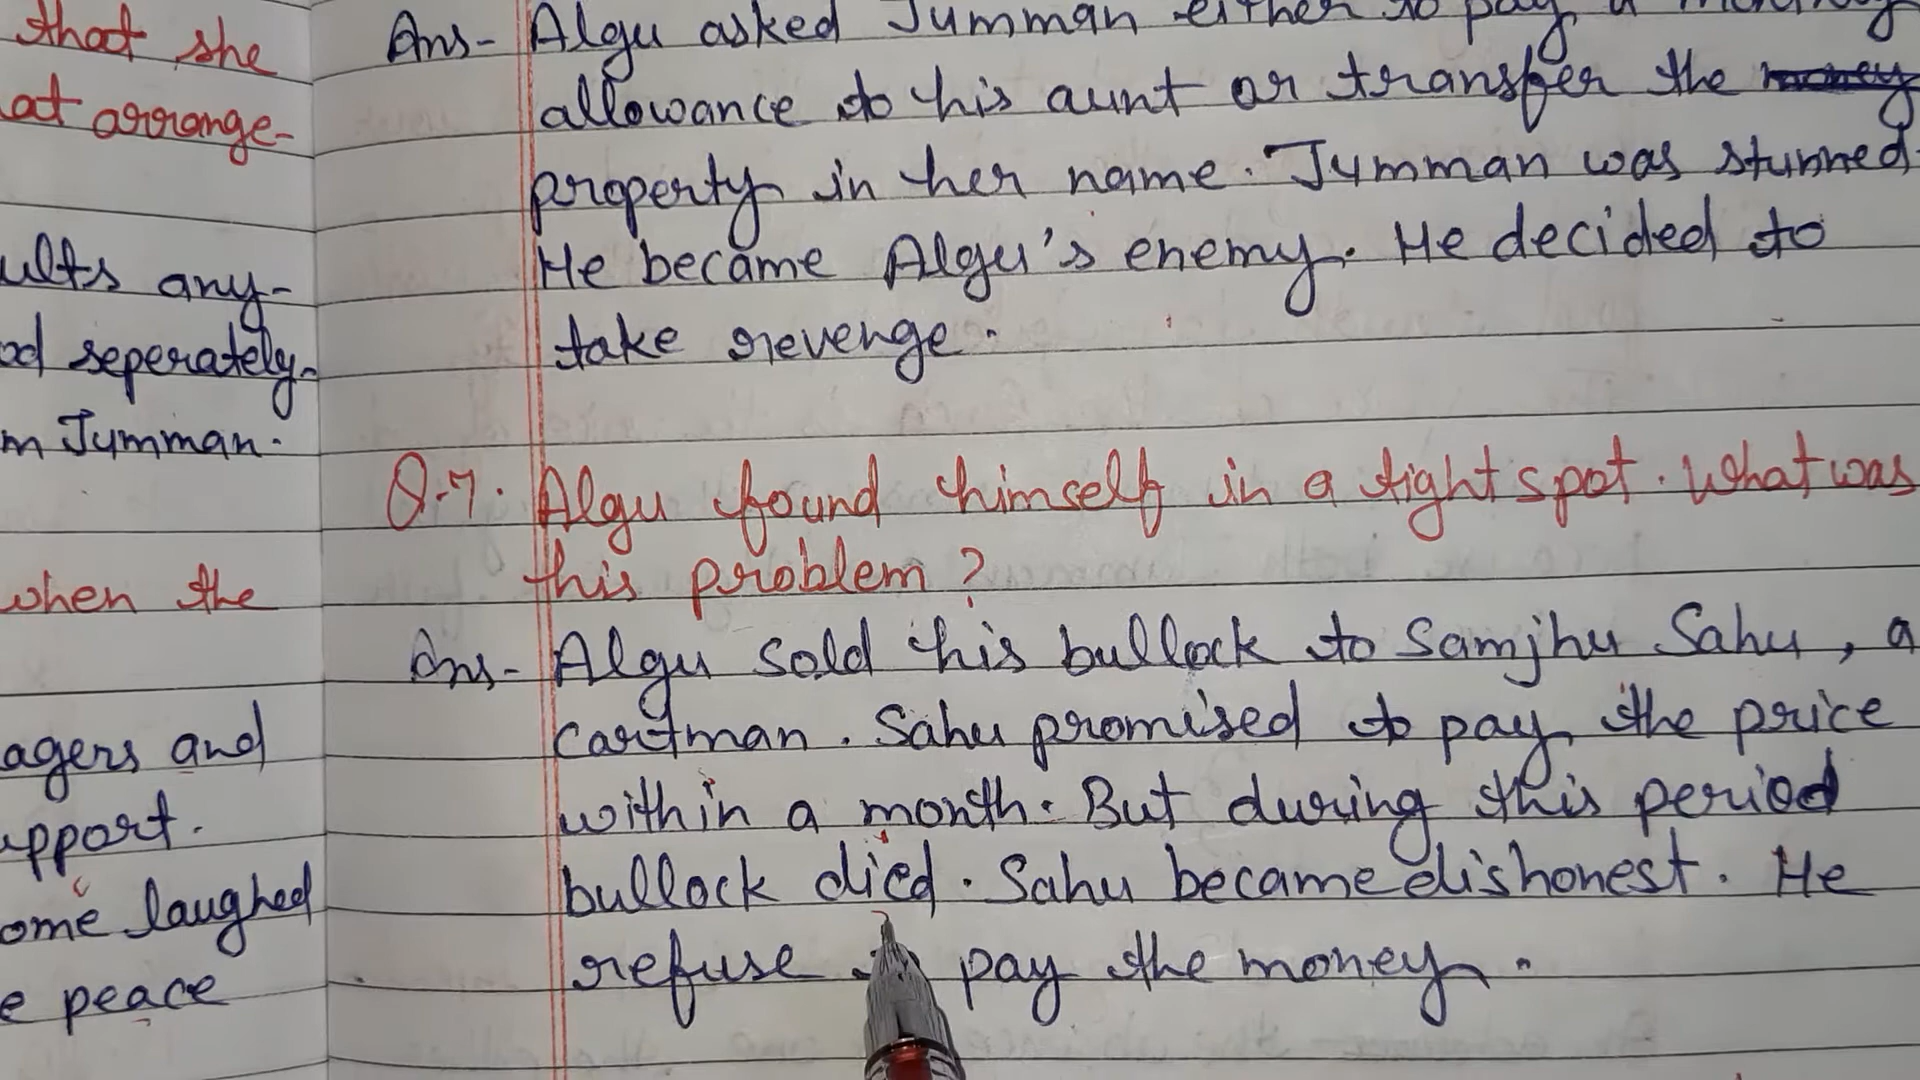 that she
at arrange-
ults any-
od seperately.
m Jumman.
when the
agers and
upport.
ome laughed
e peace
Ans- Algu asked Jumman either to pay a
allowance to his aunt or transfer the money
property in her name. Jumman was stunned.
He became Algu's enemy. He decided to
take revenge.
Q.7. Algu found himself in a tight spot. What was
his problem?
Ans- Algu sold his bullock to Samjhu Sahu, a
cartman. Sahu promised to pay the price
within a month. But during this period
bullock died. Sahu became dishonest. He
refuse to pay the money.